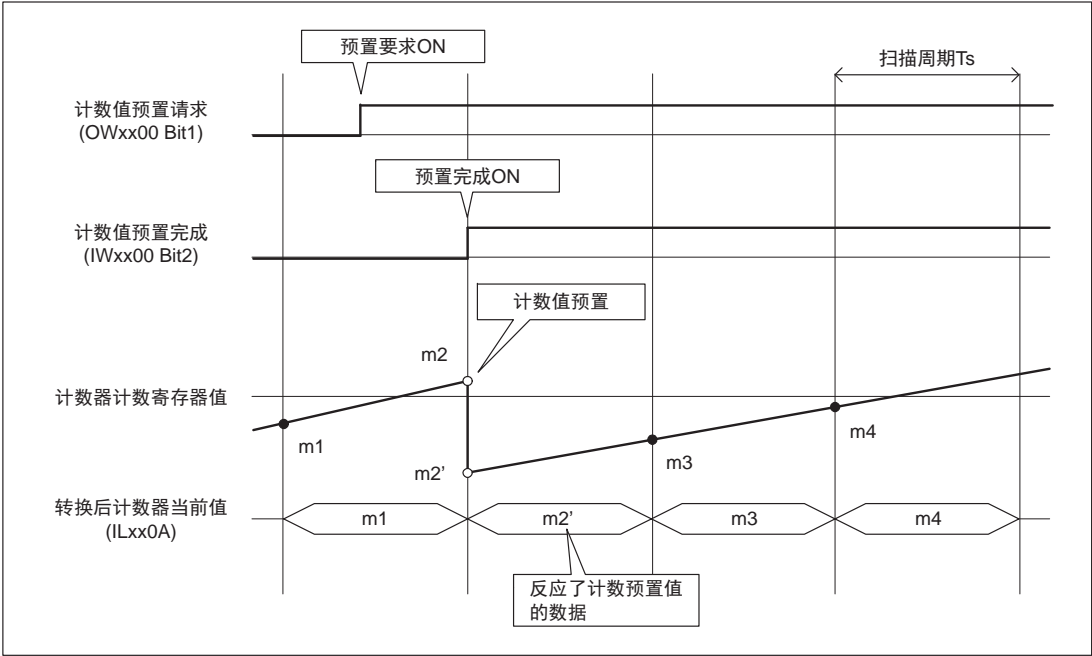 预置要求ON
扫描周期Ts
计数值预置请求
(OWxx00 Bit1)
预置完成ON
计数值预置完成
(IWxx00 Bit2)
计数值预置
m2
计数器计数寄存器值
m1
m4
m3
m2'
转换后计数器当前值
(ILxx0A)
m1
m2'
m3
m4
反应了计数预置值
的数据